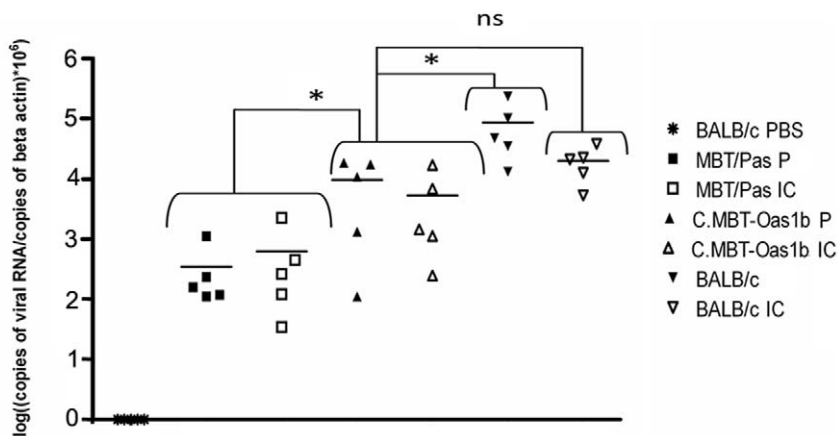 ns
*
*
6
5
4
3
2
1
0
log((copies of viral RNA/copies of beta actin)*10⁶)
BALB/c PBS
MBT/Pas P
MBT/Pas IC
C.MBT-Oas1b P
C.MBT-Oas1b IC
BALB/c
BALB/c IC